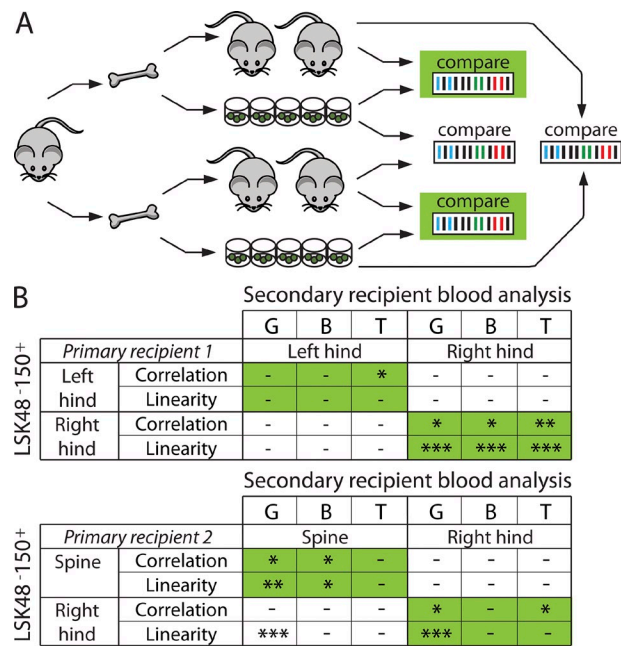 A
compare
compare
compare
compare
B
Secondary recipient blood analysis
G B T G B T
LSK48-150+
Primary recipient 1 Left hind Right hind
Left hind Correlation - - * - - -
Linearity - - - - - -
Right hind Correlation - - - * * **
Linearity - - - *** *** ***
Secondary recipient blood analysis
G B T G B T
LSK48-150+
Primary recipient 2 Spine Right hind
Spine Correlation * * - - - -
Linearity ** * - - - -
Right hind Correlation - - - * - *
Linearity *** - - *** - -